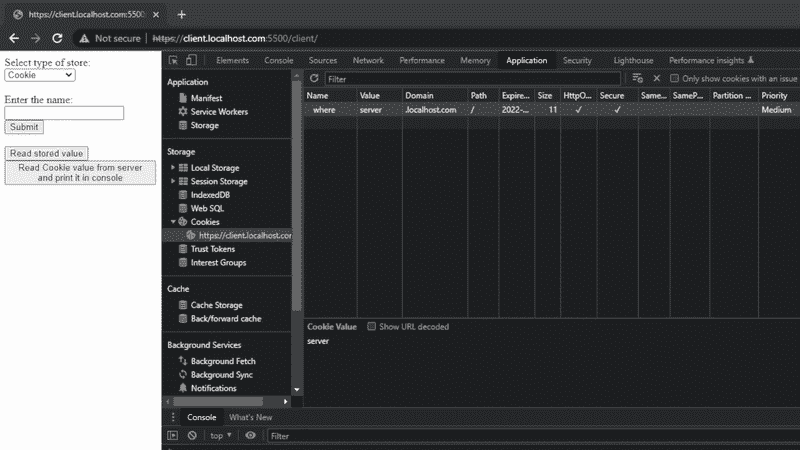 https://client.localhost.com:5500
Not secure https://client.localhost.com:5500/client/
Select type of store:
Cookie
Enter the name:
Submit
Read stored value
Read Cookie value from server
and print it in console
Elements Console Sources Network Performance Memory Application Security Lighthouse Performance insights
Application
Manifest
Service Workers
Storage
Storage
Local Storage
Session Storage
IndexedDB
Web SQL
Cookies
https://client.localhost.cor
Trust Tokens
Interest Groups
Cache
Cache Storage
Back/forward cache
Background Services
Background Fetch
Background Sync
Notifications
Filter Only show cookies with an issue
Name Value Domain Path Expire... Size HttpO... Secure Same... SameP... Partition ... Priority
where server .localhost.com / 2022-... 11 ✓ ✓ Medium
Cookie Value Show URL decoded
server
Console What's New
top Filter